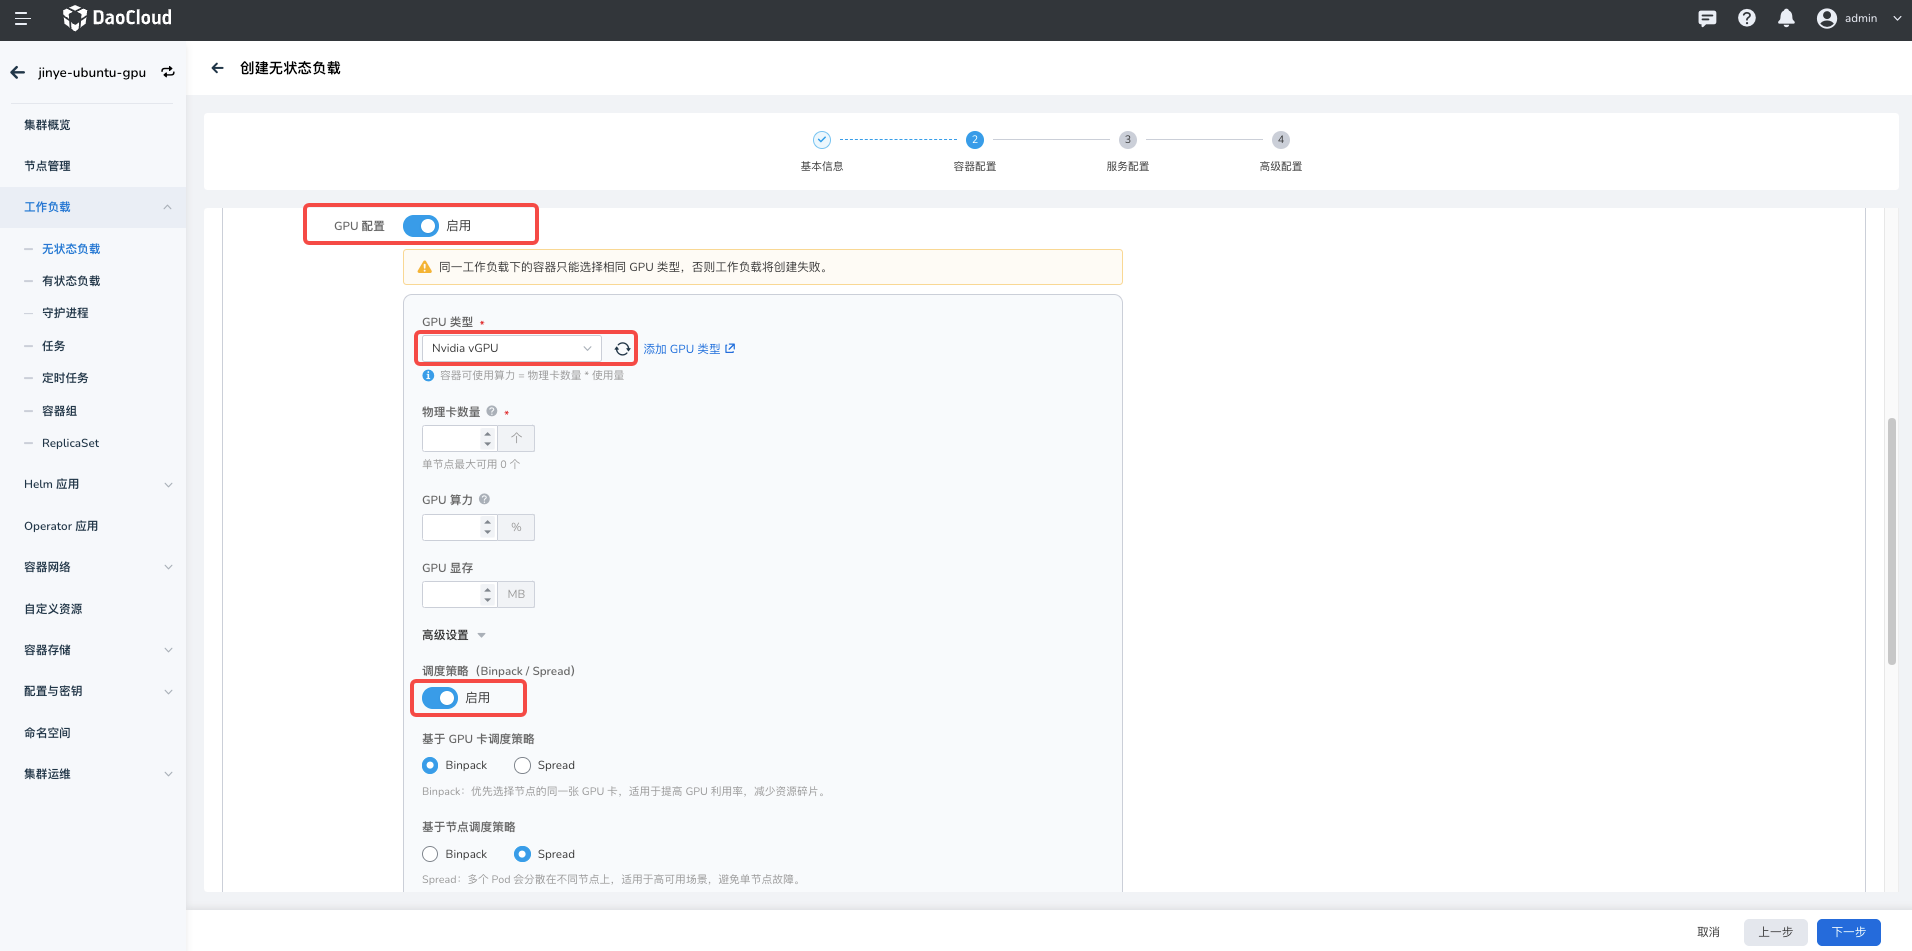 DaoCloud
admin
jinye-ubuntu-gpu
集群概览
节点管理
工作负载
无状态负载
有状态负载
守护进程
任务
定时任务
容器组
ReplicaSet
Helm 应用
Operator 应用
容器网络
自定义资源
容器存储
配置与密钥
命名空间
集群运维
创建无状态负载
2
3
4
基本信息
容器配置
服务配置
高级配置
GPU 配置 启用
同一工作负载下的容器只能选择相同 GPU 类型，否则工作负载将创建失败。
GPU 类型 •
Nvidia vGPU 添加 GPU 类型
容器可使用算力 = 物理卡数量 * 使用量
物理卡数量 •
个
单节点最大可用 0 个
GPU 算力
%
GPU 显存
MB
高级设置
调度策略（Binpack / Spread）
启用
基于 GPU 卡调度策略
Binpack Spread
Binpack：优先选择节点的同一张 GPU 卡，适用于提高 GPU 利用率，减少资源碎片。
基于节点调度策略
Binpack Spread
Spread：多个 Pod 会分散在不同节点上，适用于高可用场景，避免单节点故障。
取消 上一步 下一步